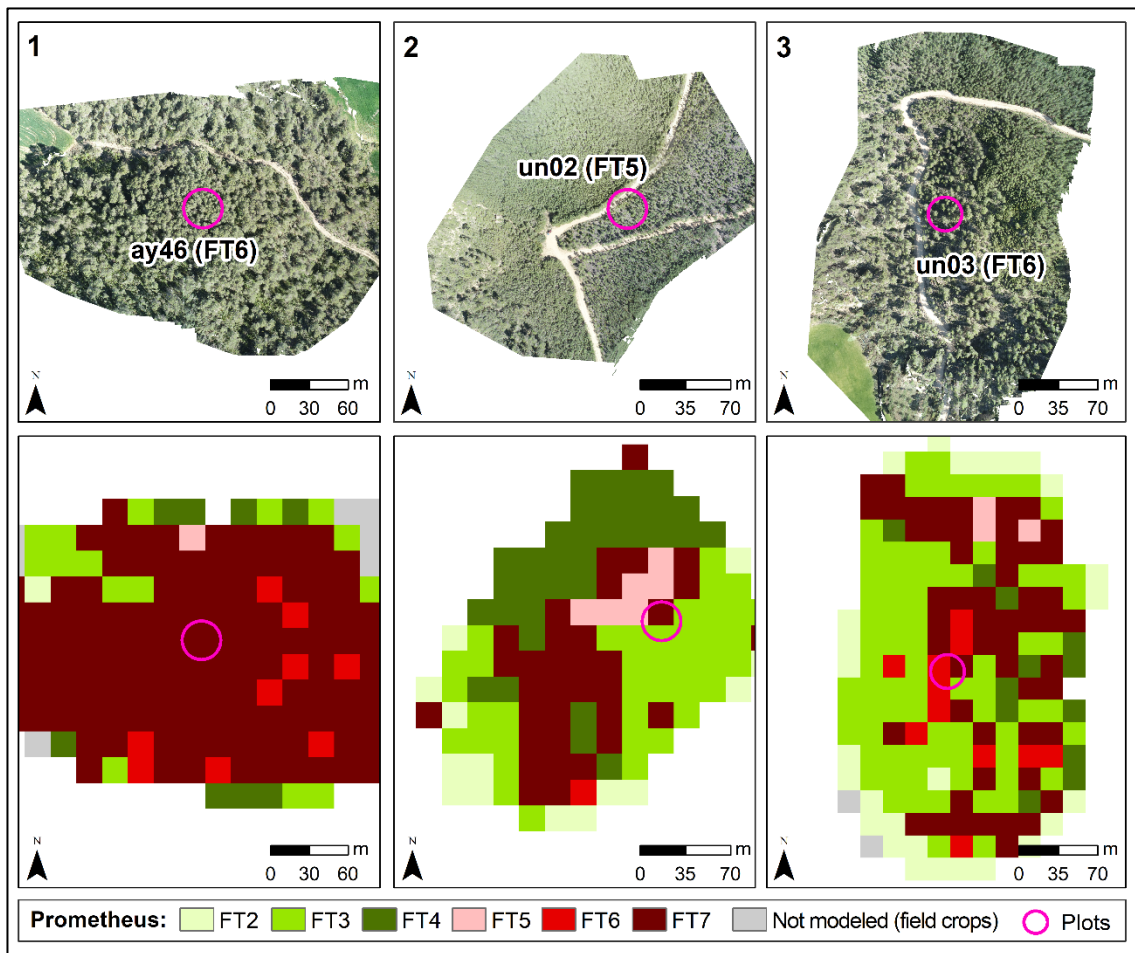 1
ay46 (FT6)
N
m
0 30 60
2
un02 (FT5)
N
m
0 35 70
3
un03 (FT6)
N
m
0 35 70
N
m
0 30 60
N
m
0 35 70
N
m
0 35 70
Prometheus: FT2 FT3 FT4 FT5 FT6 FT7 Not modeled (field crops) Plots